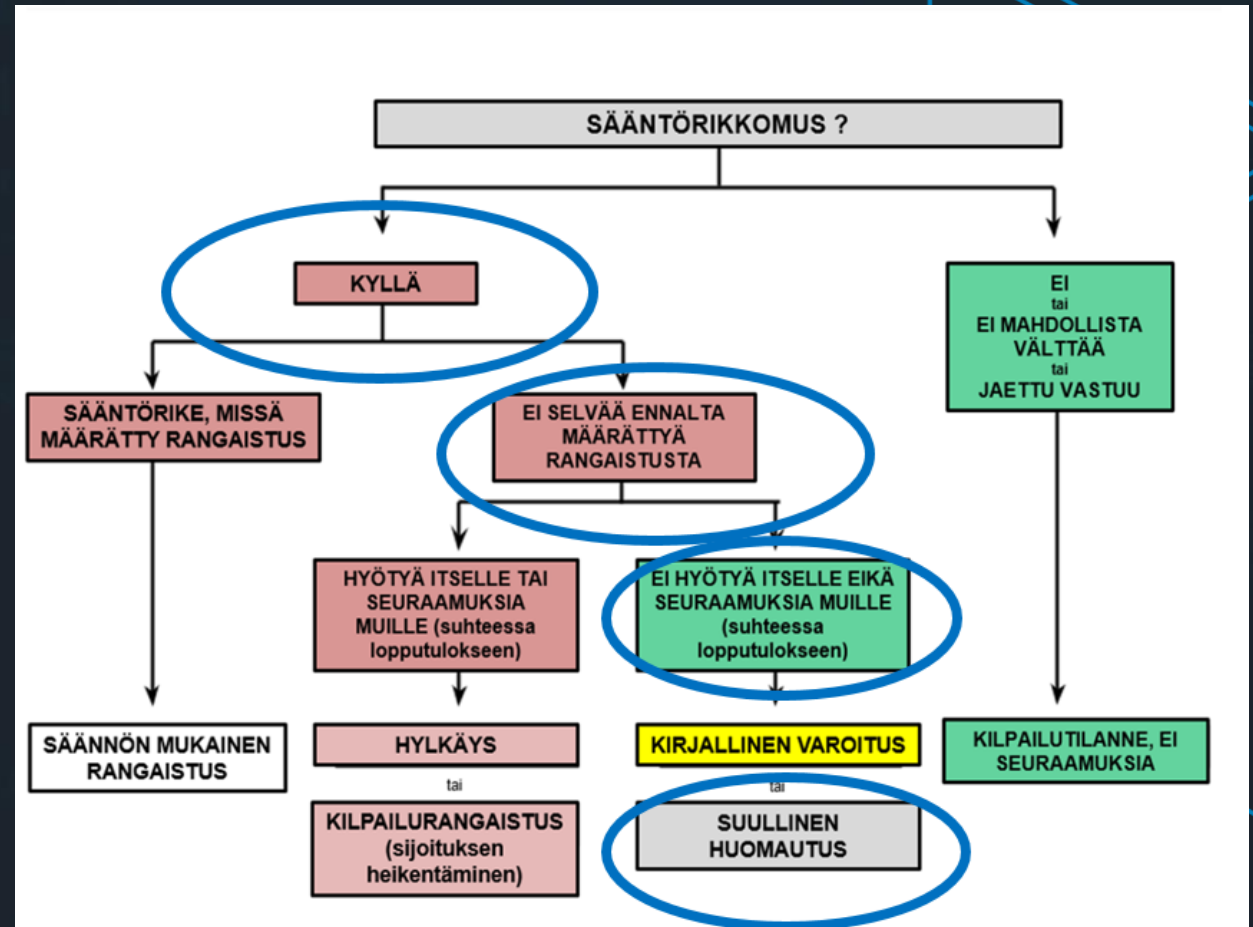 SÄÄNTÖRIKKOMUS ?
KYLLÄ
EI
tai
EI MAHDOLLISTA
VÄLTTÄÄ
tai
JAETTU VASTUU
SÄÄNTÖRIKE, MISSÄ
MÄÄRÄTTY RANGAISTUS
EI SELVÄÄ ENNALTA
MÄÄRÄTTYÄ
RANGAISTUSTA
HYÖTYÄ ITSELLE TAI
SEURAAMUKSIA
MUILLE (suhteessa
lopputulokseen)
EI HYÖTYÄ ITSELLE EIKÄ
SEURAAMUKSIA MUILLE
(suhteessa
lopputulokseen)
SÄÄNNÖN MUKAINEN
RANGAISTUS
HYLKÄYS
tai
KILPAILURANGAISTUS
(sijoituksen
heikentäminen)
KIRJALLINEN VAROITUS
tai
SUULLINEN
HUOMAUTUS
KILPAILUTILANNE, EI
SEURAAMUKSIA